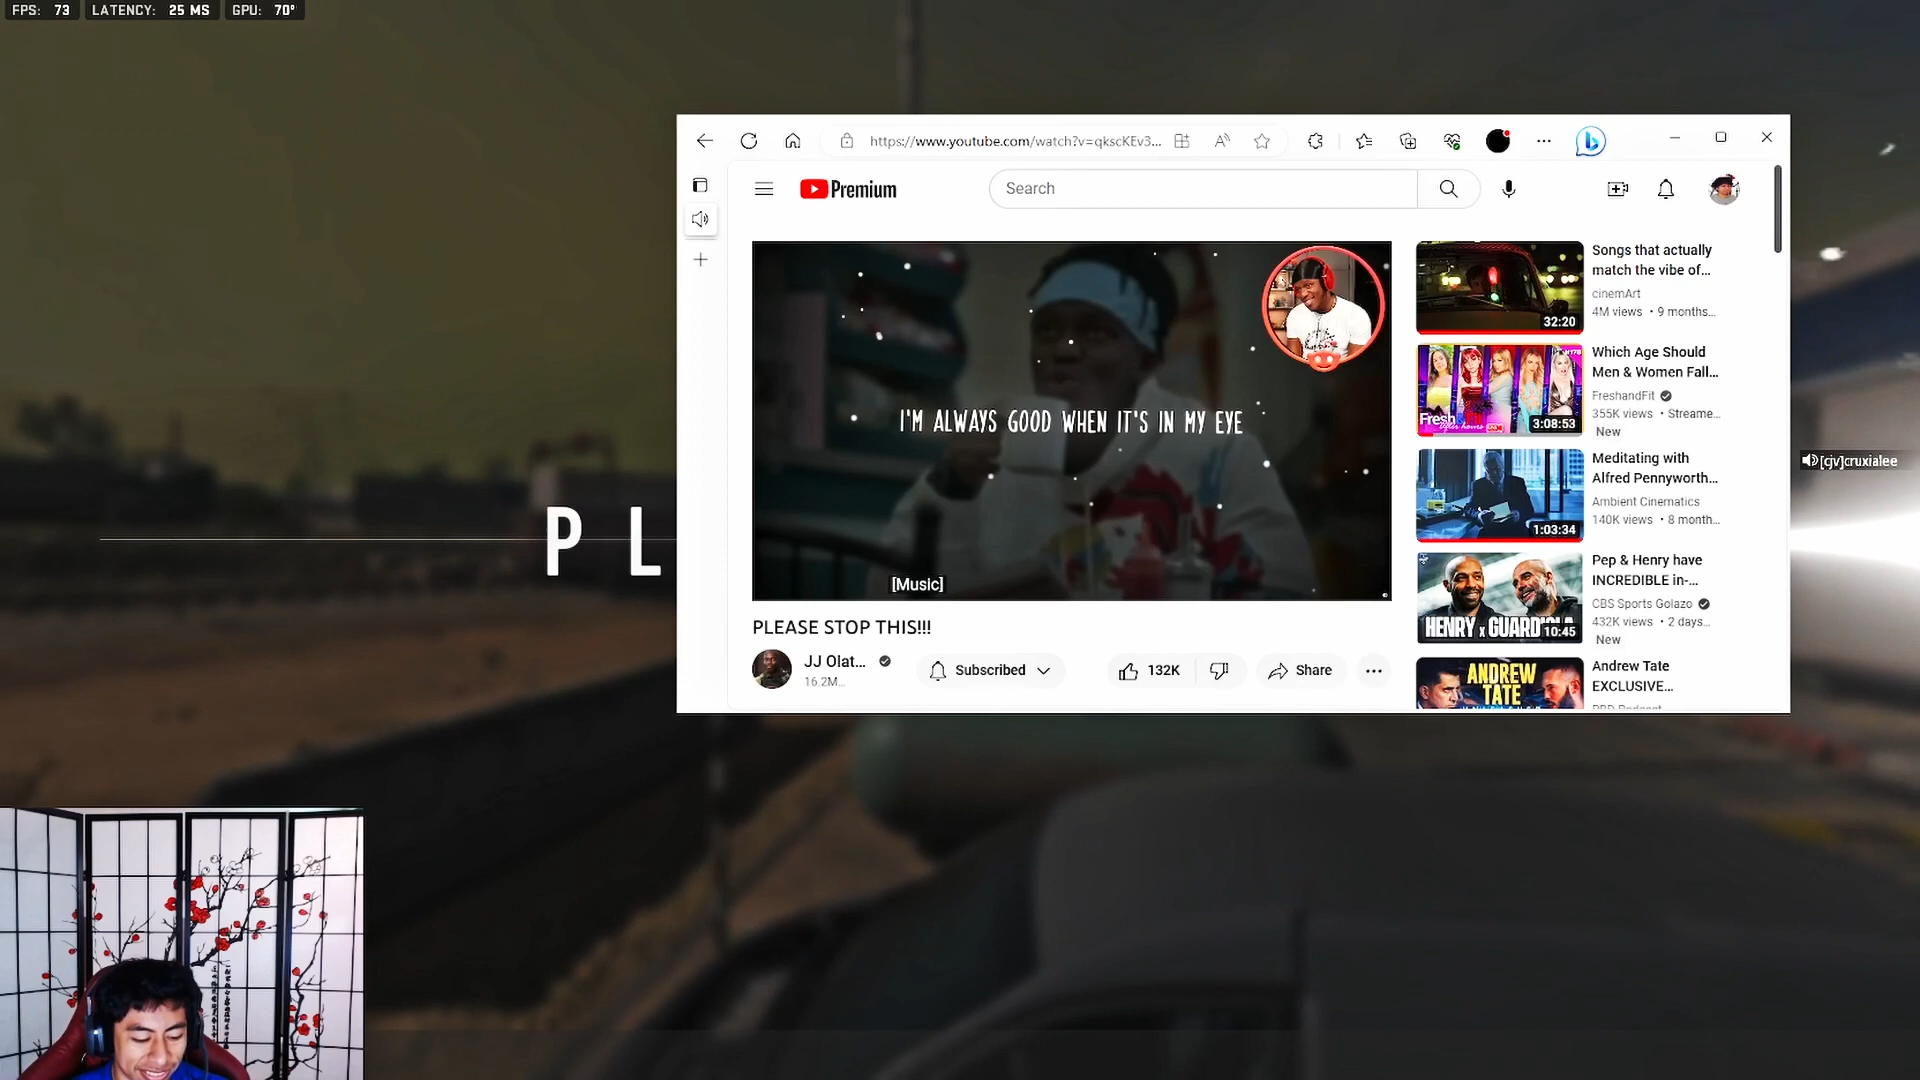 FPS: 73 LATENCY: 25 MS GPU: 70°
https://www.youtube.com/watch?v=qkscKEv3...
Premium
Search
I'M ALWAYS GOOD WHEN IT'S IN MY EYE
[Music]
PLEASE STOP THIS!!!
JJ Olat...
16.2M...
Subscribed
132K
Share
...
32:20
Songs that actually
match the vibe of...
cinemArt
4M views • 9 months...
Fresh
3:08:53
Which Age Should
Men & Women Fall...
FreshandFit
355K views • Streame...
New
1:03:34
Meditating with
Alfred Pennyworth...
Ambient Cinematics
140K views • 8 month...
HENRY x GUARDIOLA
10:45
Pep & Henry have
INCREDIBLE in-...
CBS Sports Golazo
432K views • 2 days...
New
ANDREW
TATE
Andrew Tate
EXCLUSIVE...
PBD Podcast
[cjv]cruxialee
P L